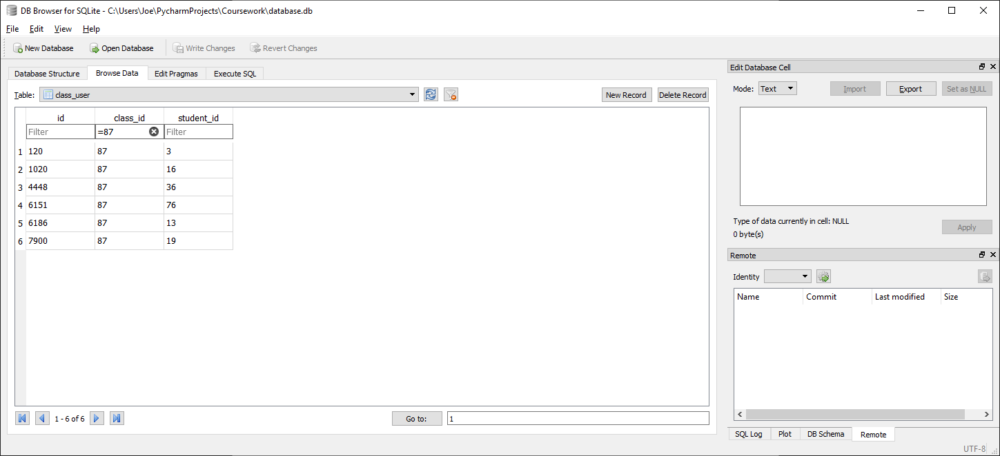 DB Browser for SQLite - C:\Users\Joe\PycharmProjects\Coursework\database.db
File Edit View Help
New Database Open Database Write Changes Revert Changes
Database Structure Browse Data Edit Pragmas Execute SQL
Table: class_user New Record Delete Record
id class_id student_id
Filter =87 Filter
1 120 87 3
2 1020 87 16
3 4448 87 36
4 6151 87 76
5 6186 87 13
6 7900 87 19
1 - 6 of 6 Go to: 1
Edit Database Cell
Mode: Text Import Export Set as NULL
Type of data currently in cell: NULL
0 byte(s)
Apply
Remote
Identity
Name Commit Last modified Size
SQL Log Plot DB Schema Remote
UTF-8